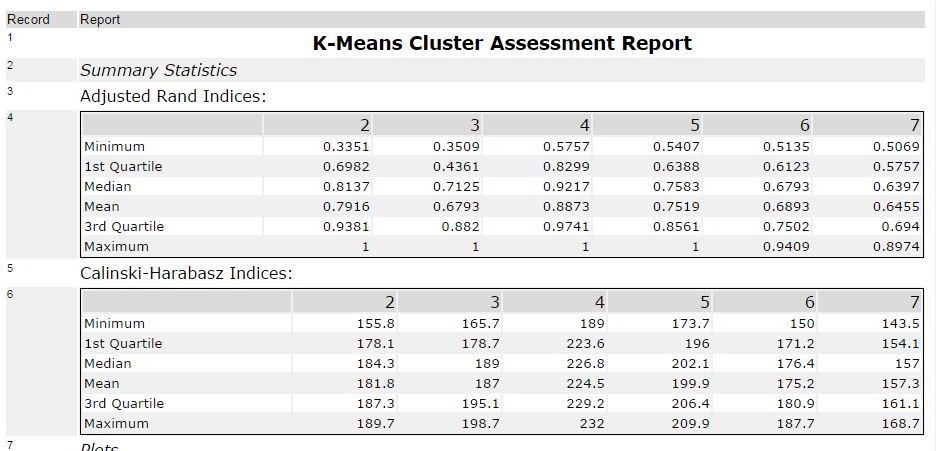 Record Report
1 K-Means Cluster Assessment Report
2 Summary Statistics
3 Adjusted Rand Indices:
4 2 3 4 5 6 7
Minimum 0.3351 0.3509 0.5757 0.5407 0.5135 0.5069
1st Quartile 0.6982 0.4361 0.8299 0.6388 0.6123 0.5757
Median 0.8137 0.7125 0.9217 0.7583 0.6793 0.6397
Mean 0.7916 0.6793 0.8873 0.7519 0.6893 0.6455
3rd Quartile 0.9381 0.882 0.9741 0.8561 0.7502 0.694
Maximum 1 1 1 1 0.9409 0.8974
5 Calinski-Harabasz Indices:
6 2 3 4 5 6 7
Minimum 155.8 165.7 189 173.7 150 143.5
1st Quartile 178.1 178.7 223.6 196 171.2 154.1
Median 184.3 189 226.8 202.1 176.4 157
Mean 181.8 187 224.5 199.9 175.2 157.3
3rd Quartile 187.3 195.1 229.2 206.4 180.9 161.1
Maximum 189.7 198.7 232 209.9 187.7 168.7
7 Plots